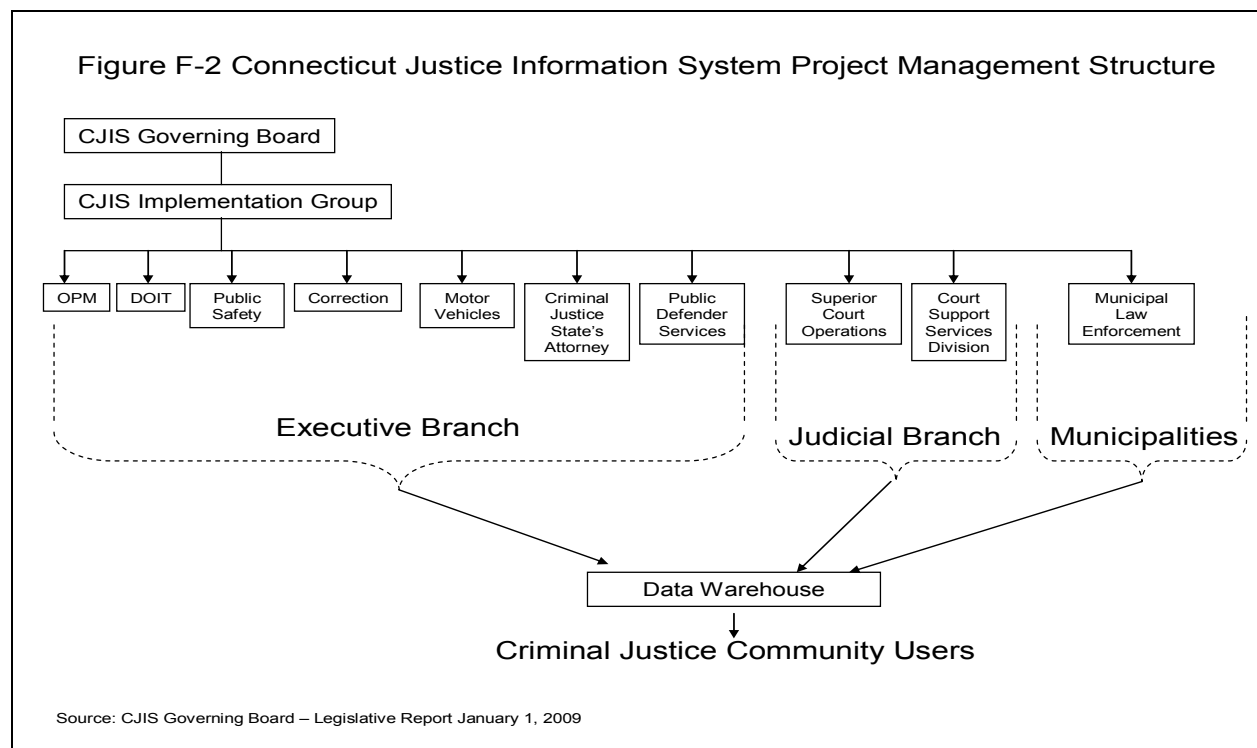 Figure F-2 Connecticut Justice Information System Project Management Structure
CJIS Governing Board
CJIS Implementation Group
OPM
DOIT
Public
Safety
Correction
Motor
Vehicles
Criminal
Justice
State’s
Attorney
Public
Defender
Services
Superior
Court
Operations
Court
Support
Services
Division
Municipal
Law
Enforcement
Executive Branch
Judicial Branch
Municipalities
Data Warehouse
Criminal Justice Community Users
Source: CJIS Governing Board – Legislative Report January 1, 2009